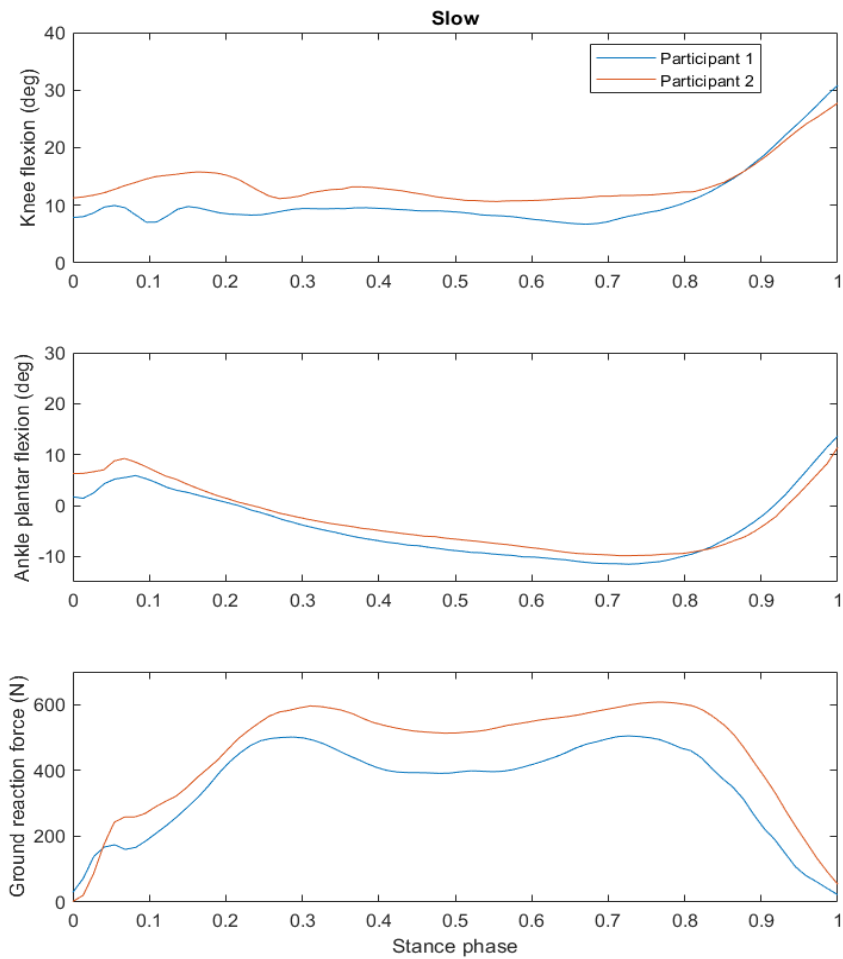 Slow
Participant 1
Participant 2
Knee flexion (deg)
40
30
20
10
0
0 0.1 0.2 0.3 0.4 0.5 0.6 0.7 0.8 0.9 1
Ankle plantar flexion (deg)
30
20
10
0
-10
0 0.1 0.2 0.3 0.4 0.5 0.6 0.7 0.8 0.9 1
Ground reaction force (N)
600
400
200
0
0 0.1 0.2 0.3 0.4 0.5 0.6 0.7 0.8 0.9 1
Stance phase